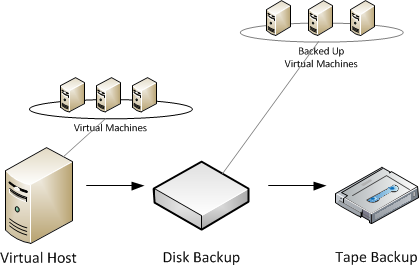 Backed Up
Virtual Machines
Virtual Machines
Virtual Host
Disk Backup
Tape Backup